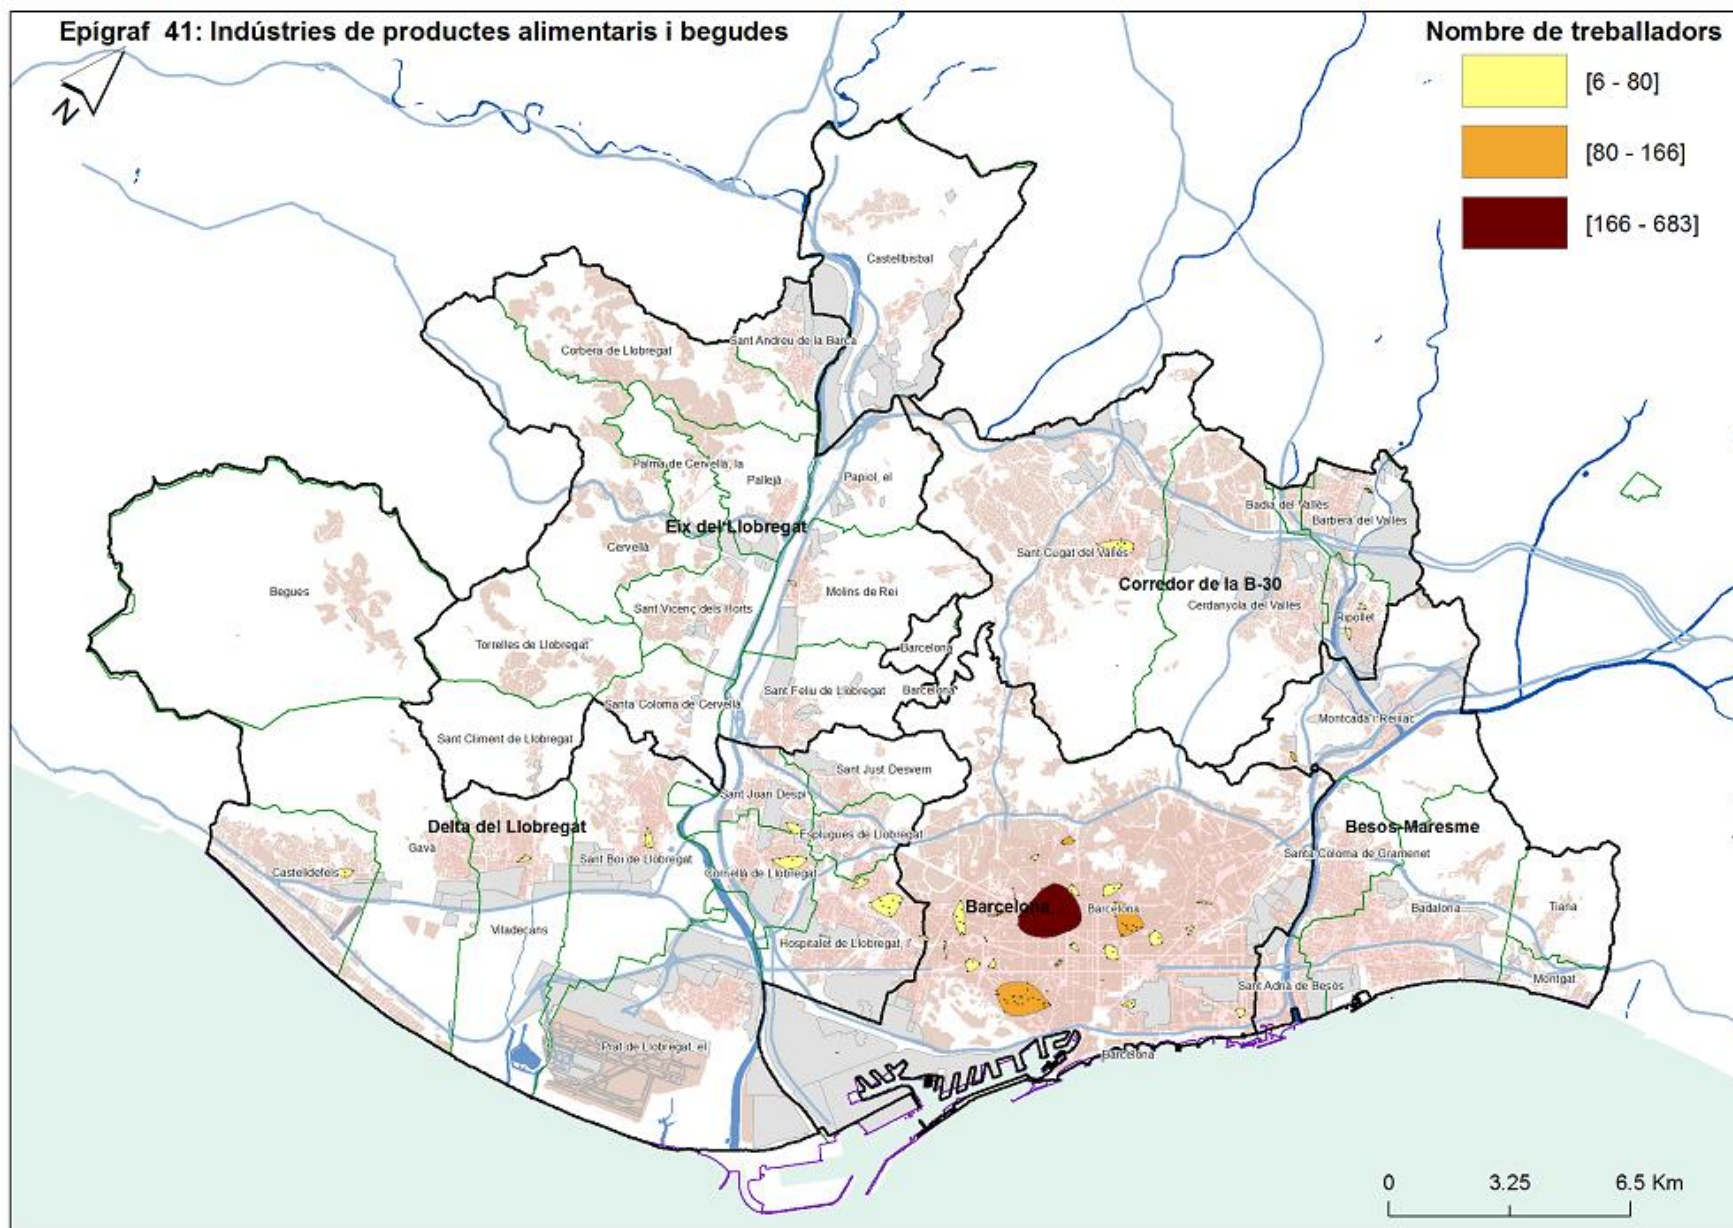 Epígraf 41: Indústries de productes alimentaris i begudes
Nombre de treballadors
[6 - 80]
[80 - 166]
[166 - 683]
N
Castellbisbal
Sant Andreu de la Barca
Corbera de Llobregat
Palma de Cervelló, la
Pallejà
Papiol, el
Eix del Llobregat
Cervelló
Badia del Vallès
Barberà del Vallès
Sant Cugat del Vallès
Corredor de la B-30
Cerdanyola del Vallès
Begues
Molins de Rei
Sant Vicenç dels Horts
Ripollet
Torrelles de Llobregat
Barcelona
Sant Feliu de Llobregat
Barcelona
Santa Coloma de Cervelló
Montcada i Reixac
Sant Climent de Llobregat
Sant Just Desvern
Sant Joan Despí
Delta del Llobregat
Esplugues de Llobregat
Besòs-Maresme
Gavà
Sant Boi de Llobregat
Santa Coloma de Gramenet
Castelldefels
Cornellà de Llobregat
Barcelona
Barcelona
Badalona
Tiana
Viladecans
Hospitalet de Llobregat, l'
Montgat
Sant Adrià de Besòs
Prat de Llobregat, el
Barcelona
0 3.25 6.5 Km